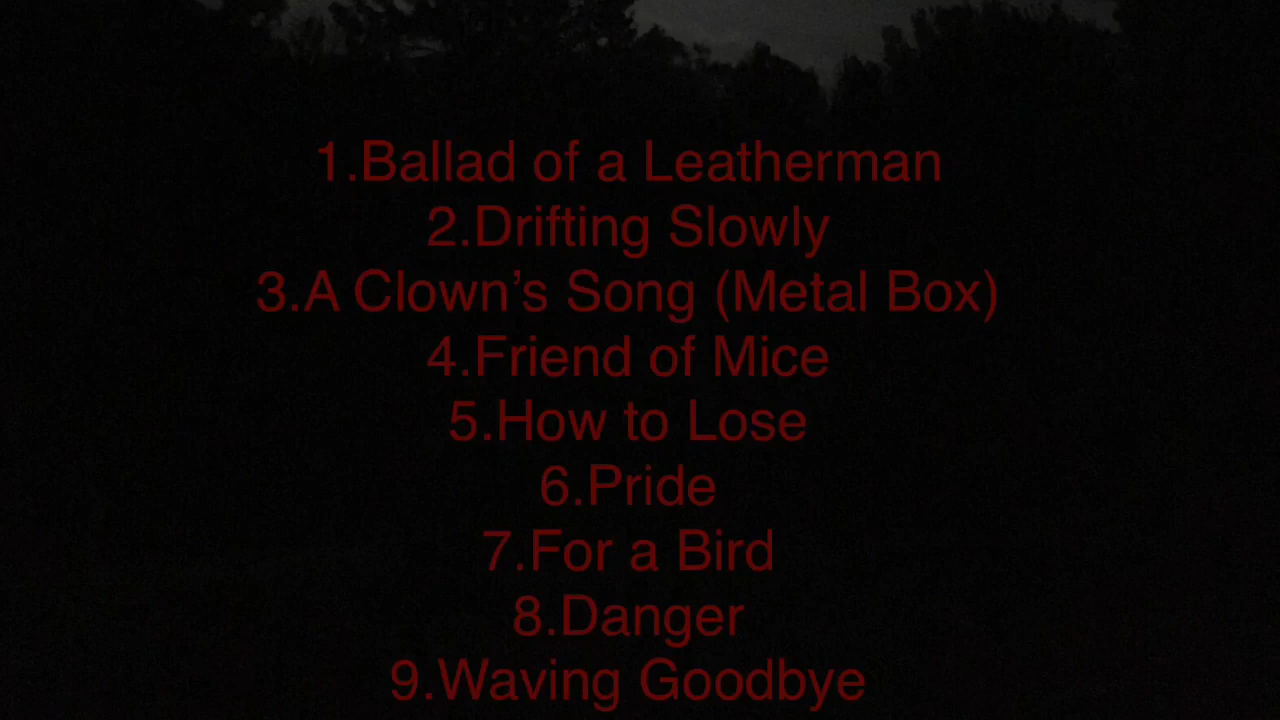 1.Ballad of a Leatherman
2.Drifting Slowly
3.A Clown’s Song (Metal Box)
4.Friend of Mice
5.How to Lose
6.Pride
7.For a Bird
8.Danger
9.Waving Goodbye